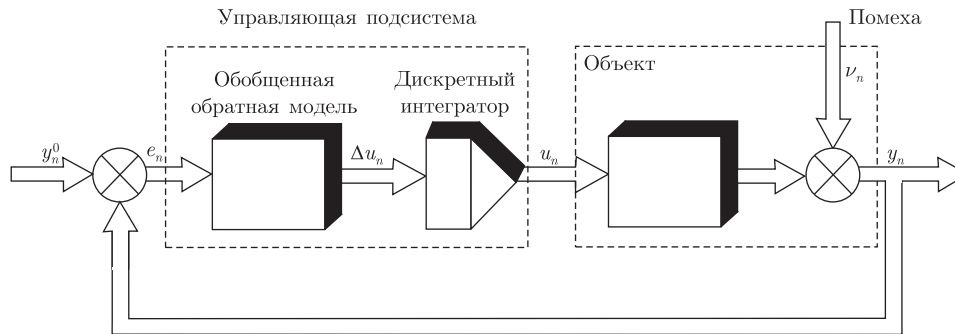 Управляющая подсистема
Помеха
Объект
ν_n
Обобщенная
обратная модель
Дискретный
интегратор
y_n^0
e_n
Δu_n
u_n
y_n